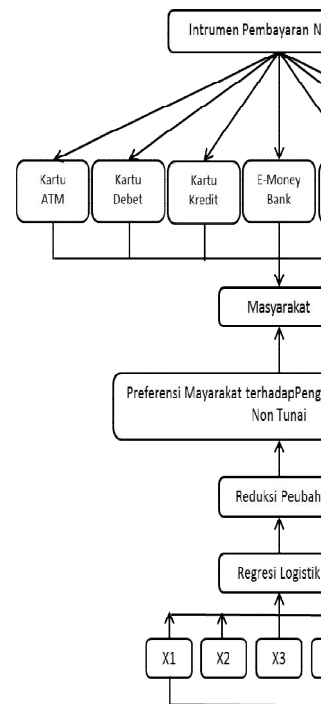 Intrumen Pembayaran N
Kartu
ATM
Kartu
Debet
Kartu
Kredit
E-Money
Bank
Masyarakat
Preferensi Mayarakat terhadapPeng
Non Tunai
Reduksi Peubah
Regresi Logistik
X1
X2
X3